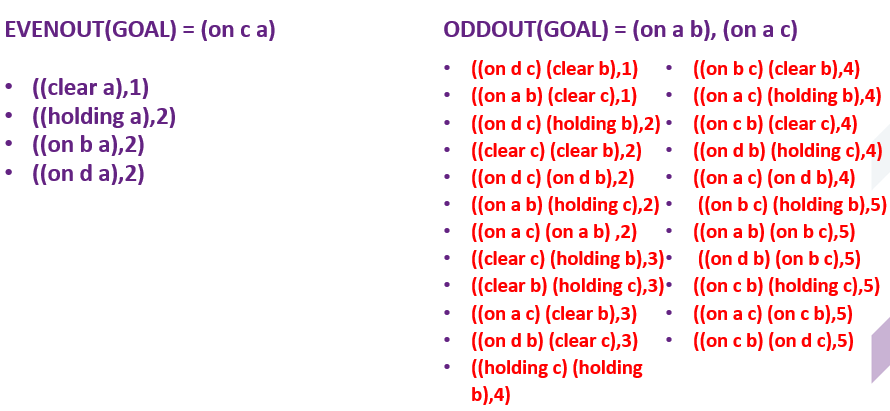 EVENOUT(GOAL) = (on c a)
• ((clear a),1)
• ((holding a),2)
• ((on b a),2)
• ((on d a),2)
ODDOUT(GOAL) = (on a b), (on a c)
• ((on d c) (clear b),1)
• ((on a b) (clear c),1)
• ((on d c) (holding b),2)
• ((clear c) (clear b),2)
• ((on d c) (on d b),2)
• ((on a b) (holding c),2)
• ((on a c) (on a b) ,2)
• ((clear c) (holding b),3)
• ((clear b) (holding c),3)
• ((on a c) (clear b),3)
• ((on d b) (clear c),3)
• ((holding c) (holding
b),4)
• ((on b c) (clear b),4)
• ((on a c) (holding b),4)
• ((on c b) (clear c),4)
• ((on d b) (holding c),4)
• ((on a c) (on d b),4)
• ((on b c) (holding b),5)
• ((on a b) (on b c),5)
• ((on d b) (on b c),5)
• ((on c b) (holding c),5)
• ((on a c) (on c b),5)
• ((on c b) (on d c),5)